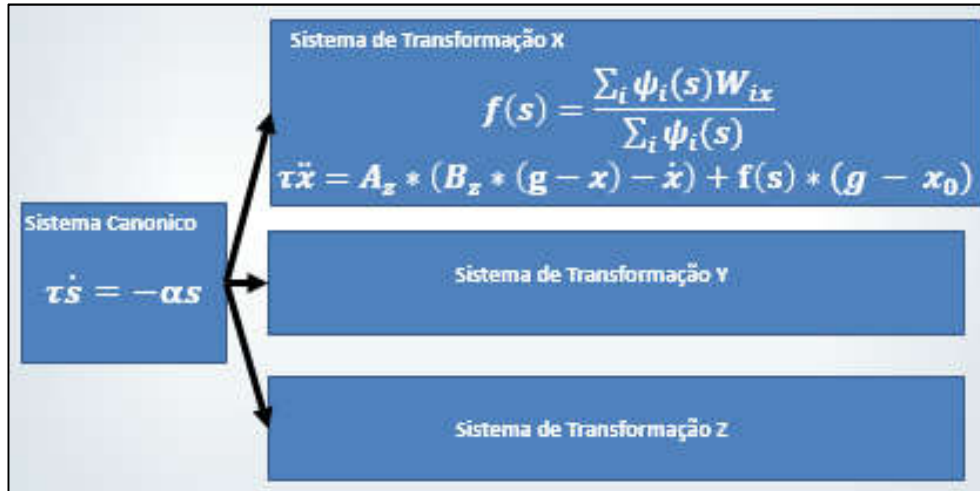 Sistema de Transformação X
f(s) = ∑ᵢ ψᵢ(s)Wᵢₓ / ∑ᵢ ψᵢ(s)
τẍ = A_z * (B_z * (g − x) − ẋ) + f(s) * (g − x₀)
Sistema Canonico
τṡ = −αs
Sistema de Transformação Y
Sistema de Transformação Z